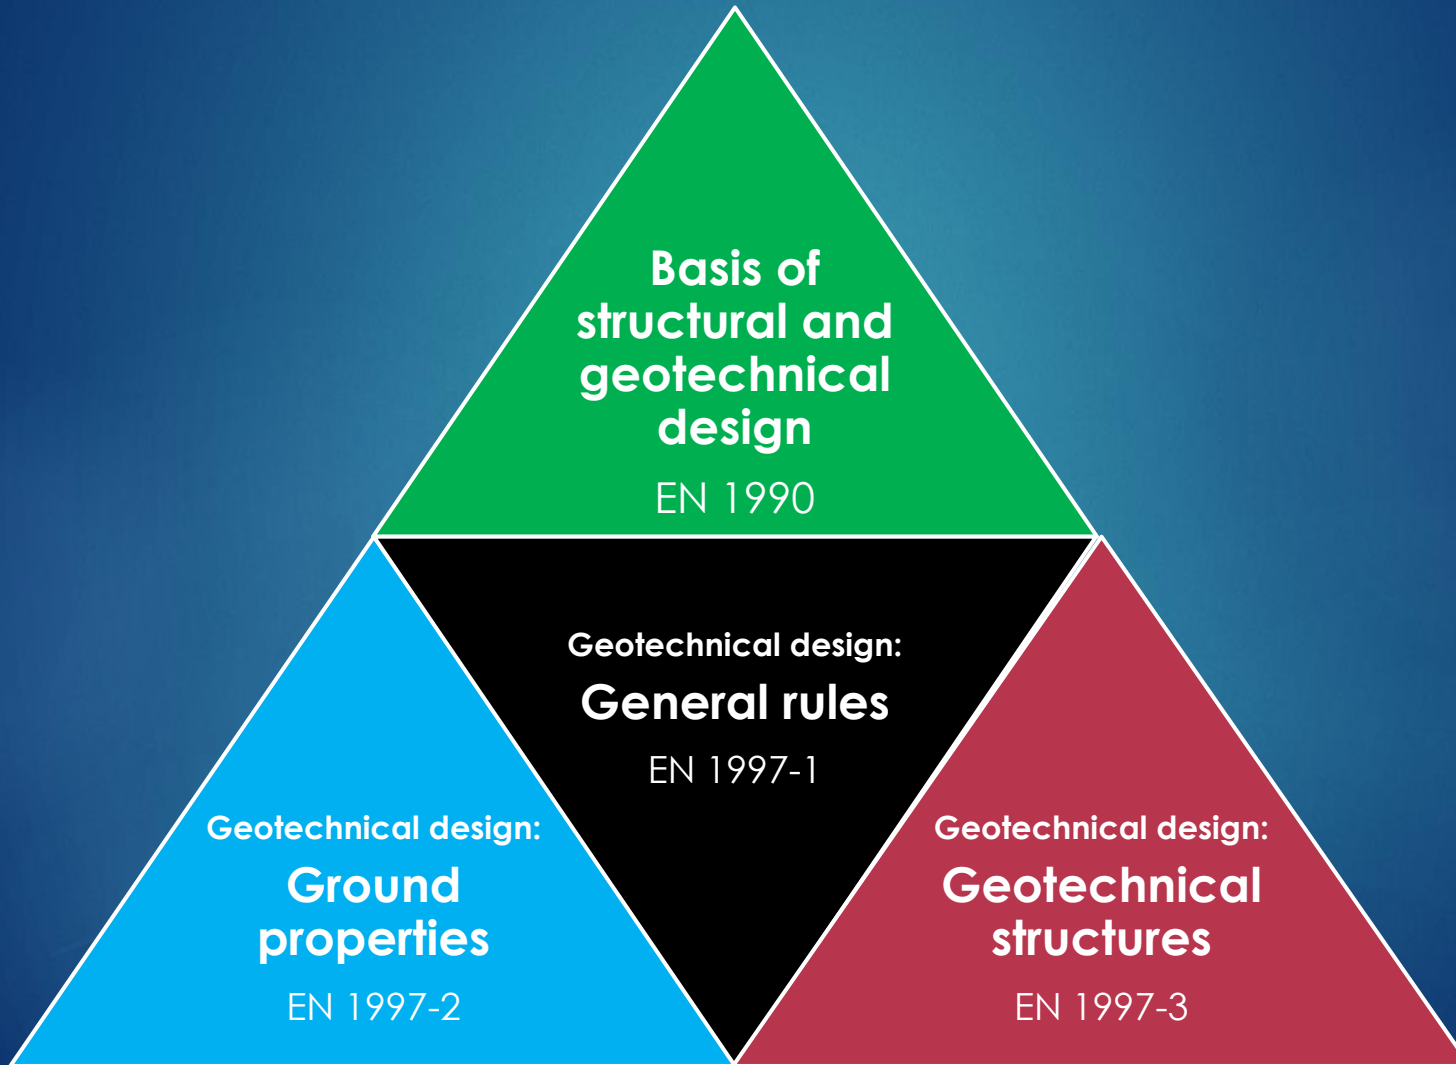 Basis of
structural and
geotechnical
design
EN 1990
Geotechnical design:
General rules
EN 1997-1
Geotechnical design:
Ground
properties
EN 1997-2
Geotechnical design:
Geotechnical
structures
EN 1997-3